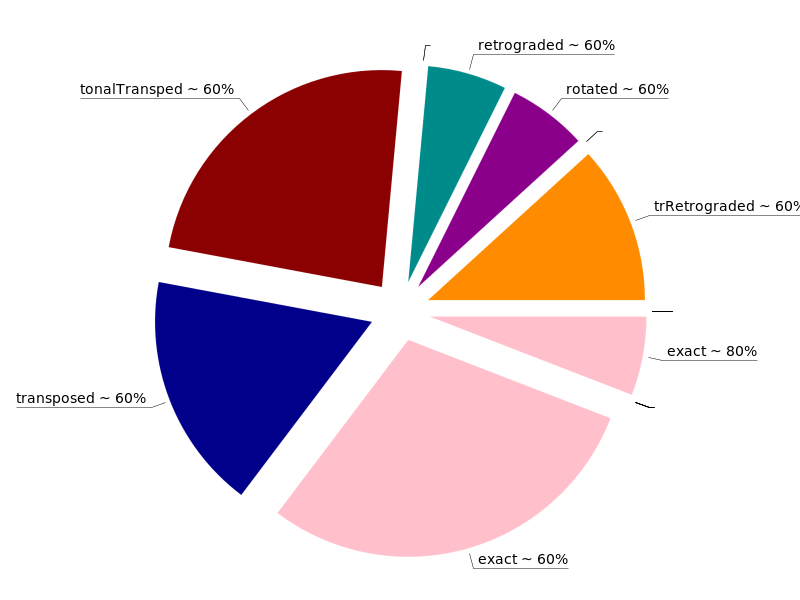 retrograded ~ 60%
tonalTransped ~ 60%
rotated ~ 60%
trRetrograded ~ 60%
exact ~ 80%
transposed ~ 60%
exact ~ 60%